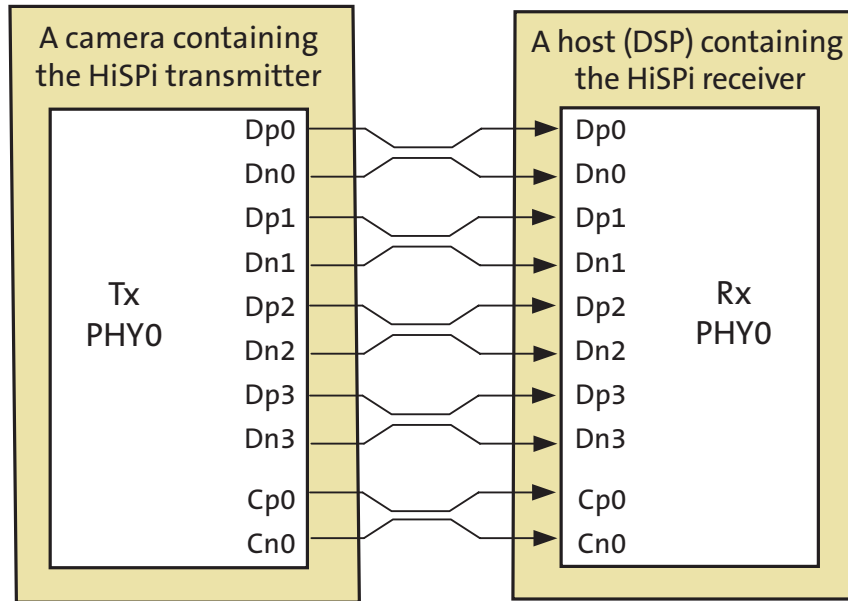 A camera containing
the HiSPi transmitter
Tx
PHY0
Dp0
Dn0
Dp1
Dn1
Dp2
Dn2
Dp3
Dn3
Cp0
Cn0
A host (DSP) containing
the HiSPi receiver
Dp0
Dn0
Dp1
Dn1
Dp2
Dn2
Dp3
Dn3
Cp0
Cn0
Rx
PHY0